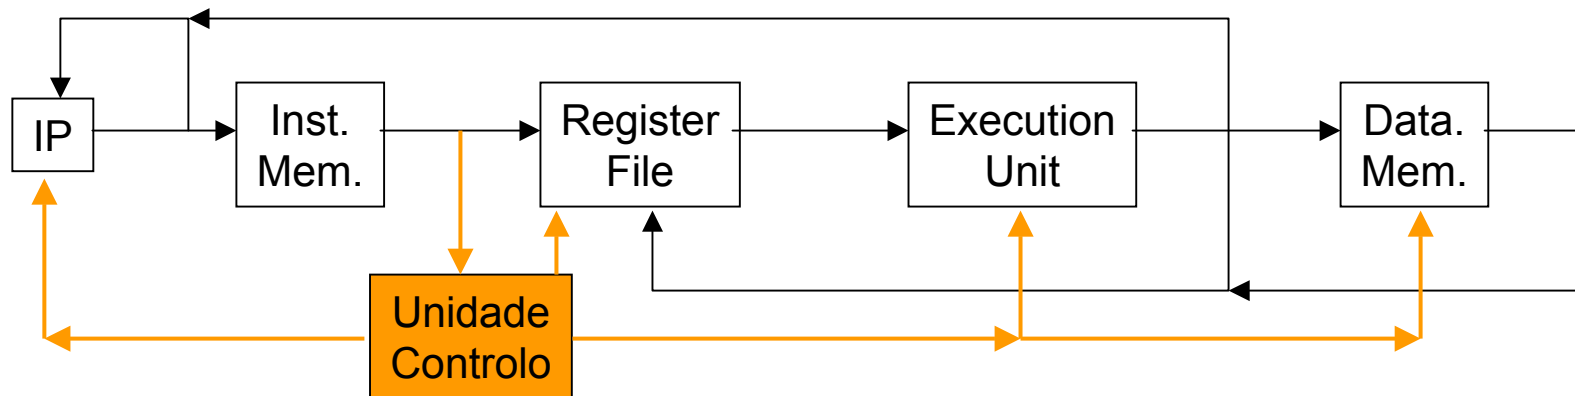 IP
Inst.
Mem.
Register
File
Execution
Unit
Data.
Mem.
Unidade
Controlo